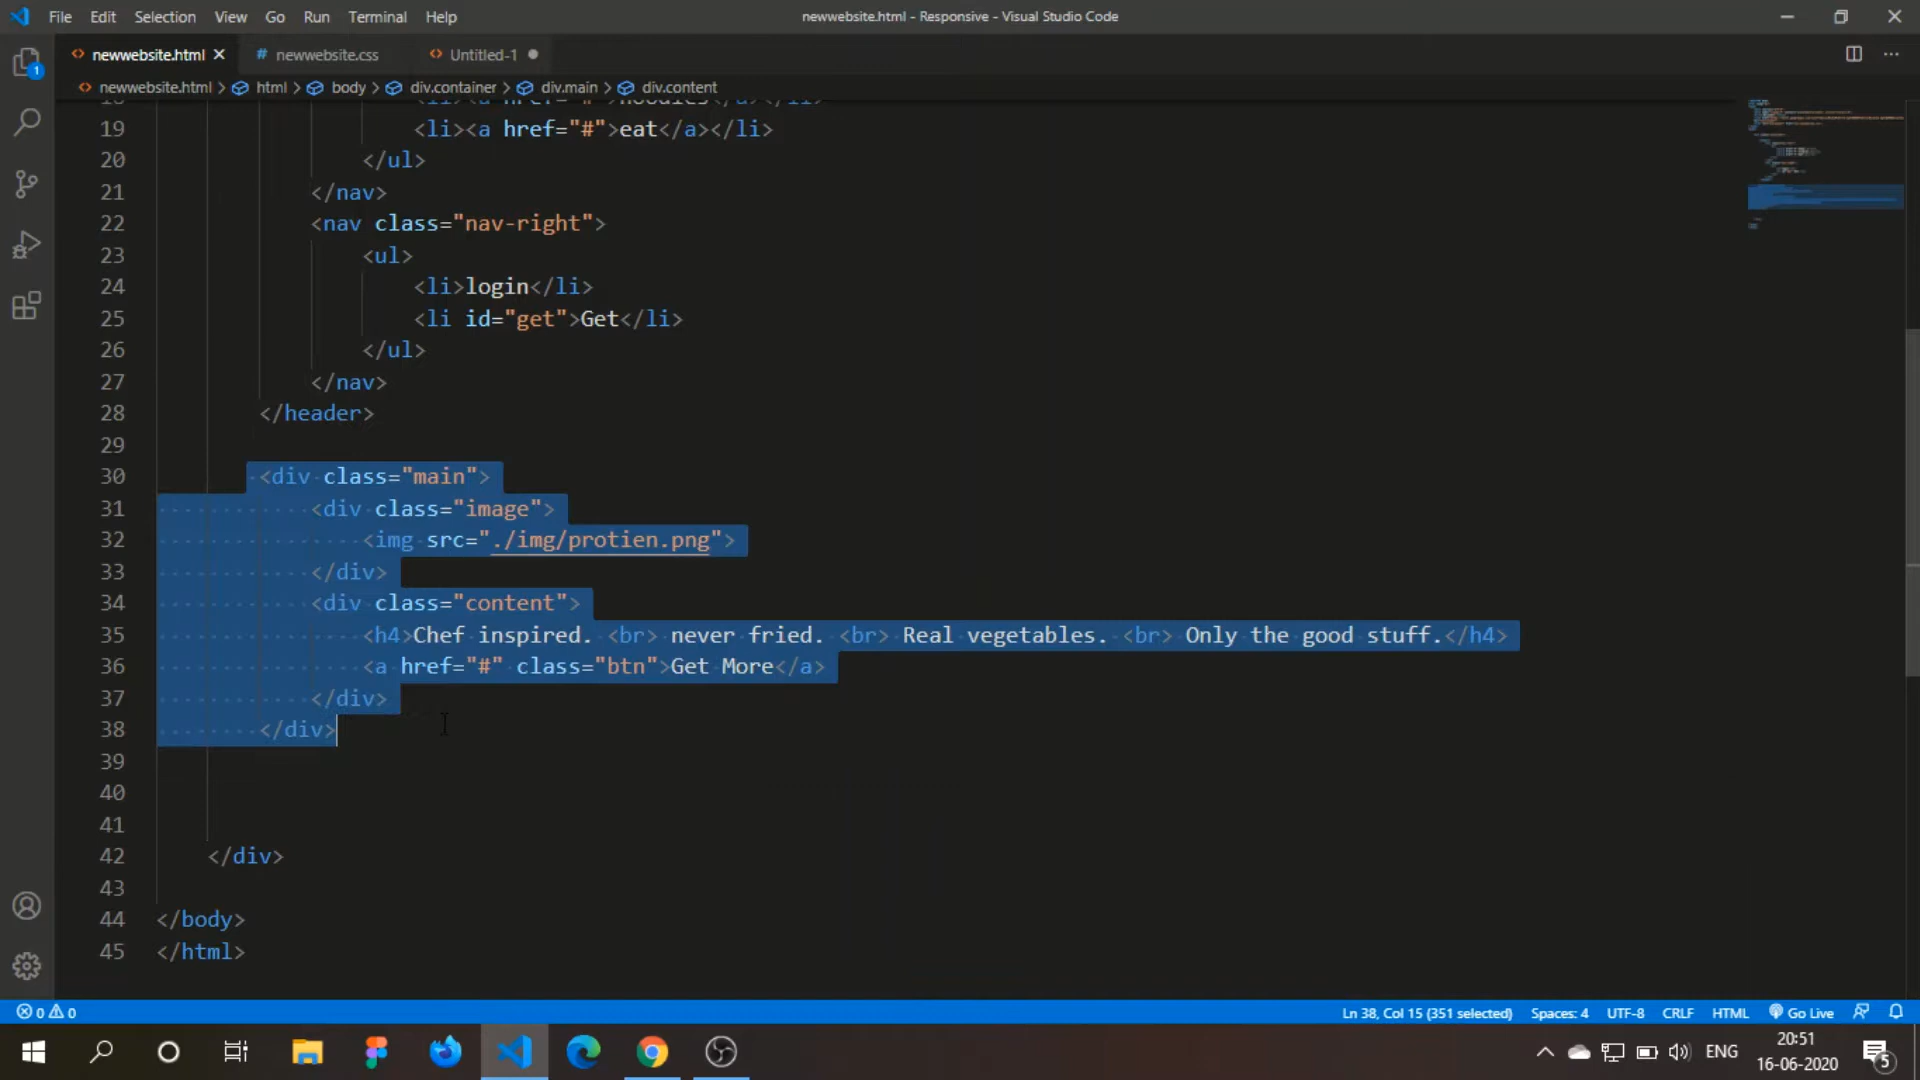 File Edit Selection View Go Run Terminal Help newwebsite.html - Responsive - Visual Studio Code
newwebsite.html newwebsite.css Untitled-1
newwebsite.html > html > body > div.container > div.main > div.content
18 <li><a href="#">noodles</a></li>
19 <li><a href="#">eat</a></li>
20 </ul>
21 </nav>
22 <nav class="nav-right">
23 <ul>
24 <li>login</li>
25 <li id="get">Get</li>
26 </ul>
27 </nav>
28 </header>
29
30 <div class="main">
31 <div class="image">
32 <img src="./img/protien.png">
33 </div>
34 <div class="content">
35 <h4>Chef inspired. <br> never fried. <br> Real vegetables. <br> Only the good stuff.</h4>
36 <a href="#" class="btn">Get More</a>
37 </div>
38 </div>
39
40
41
42 </div>
43
44 </body>
45 </html>
1
0 0 Ln 38, Col 15 (351 selected) Spaces: 4 UTF-8 CRLF HTML Go Live
ENG 20:51
16-06-2020 5